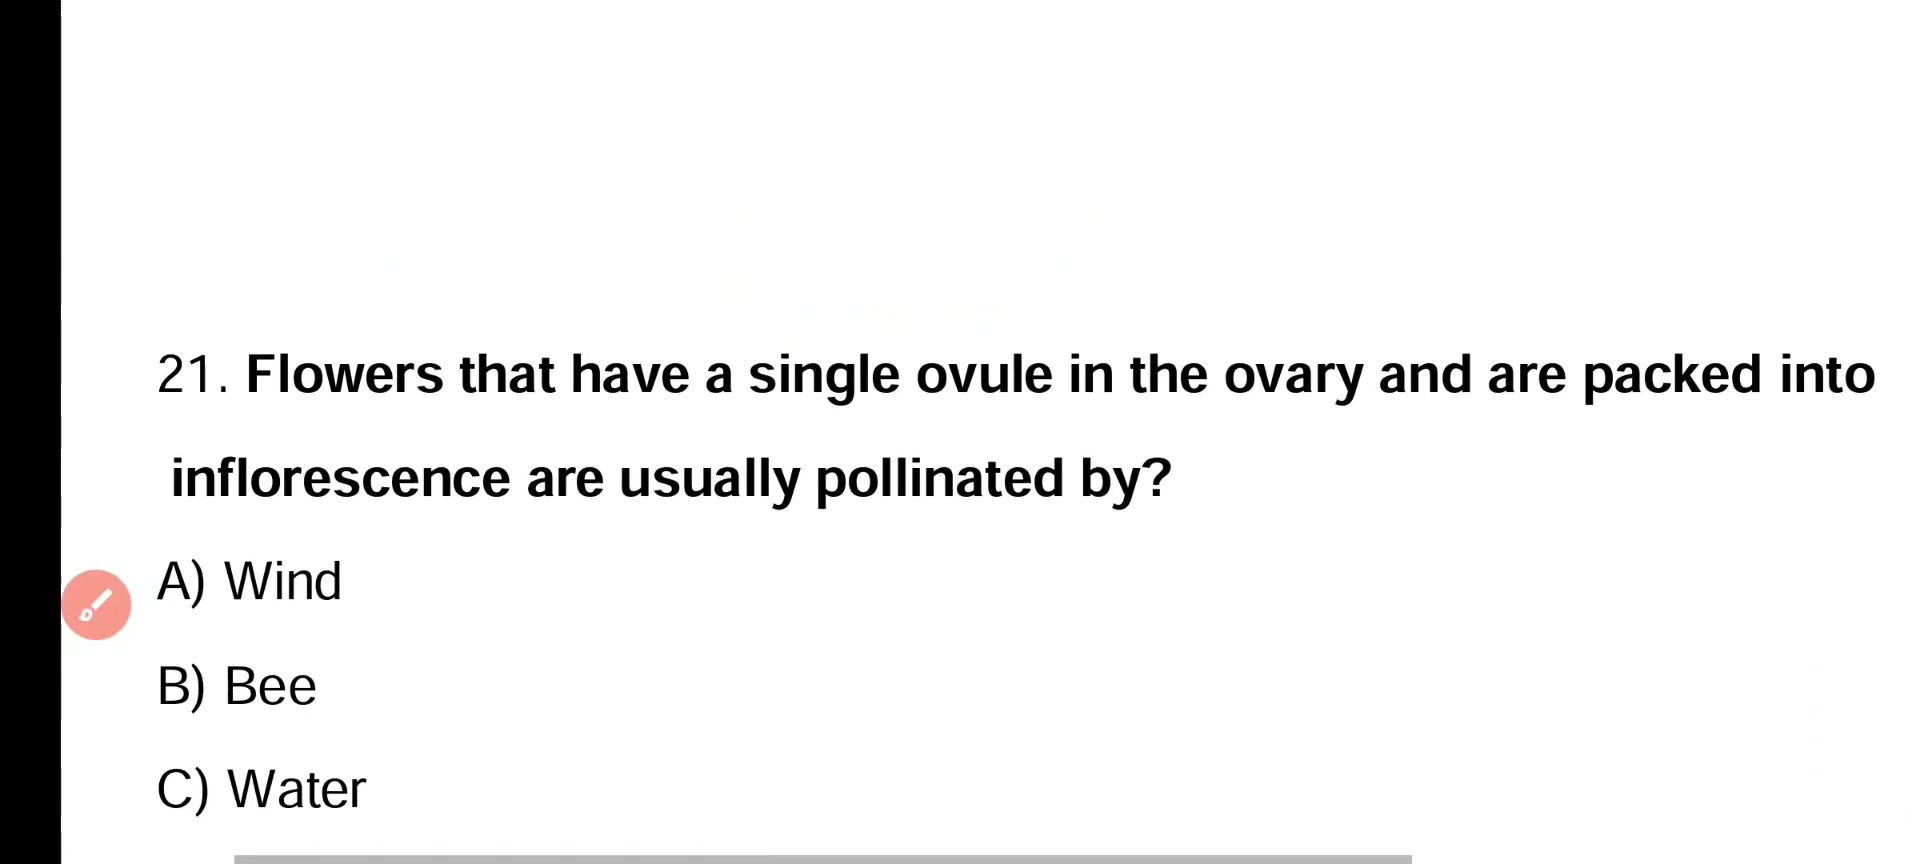 21. Flowers that have a single ovule in the ovary and are packed into
inflorescence are usually pollinated by?
A) Wind
B) Bee
C) Water